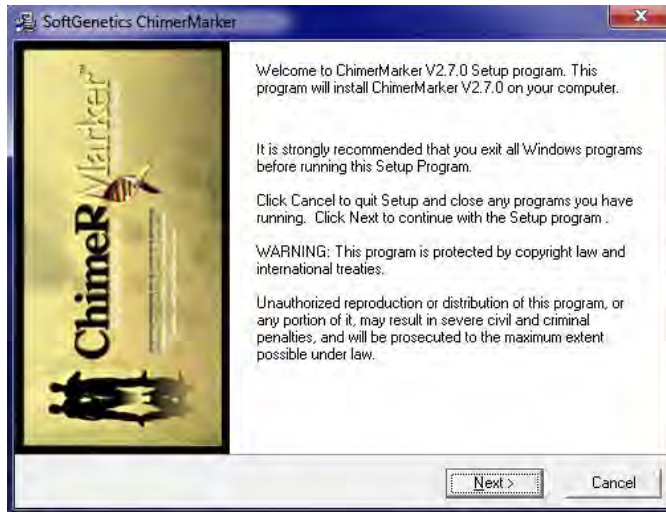 SoftGenetics ChimerMarker
Welcome to ChimerMarker V2.7.0 Setup program. This
program will install ChimerMarker V2.7.0 on your computer.
It is strongly recommended that you exit all Windows programs
before running this Setup Program.
Click Cancel to quit Setup and close any programs you have
running. Click Next to continue with the Setup program .
WARNING: This program is protected by copyright law and
international treaties.
Unauthorized reproduction or distribution of this program, or
any portion of it, may result in severe civil and criminal
penalties, and will be prosecuted to the maximum extent
possible under law.
ChimeRMarker™
Next >
Cancel